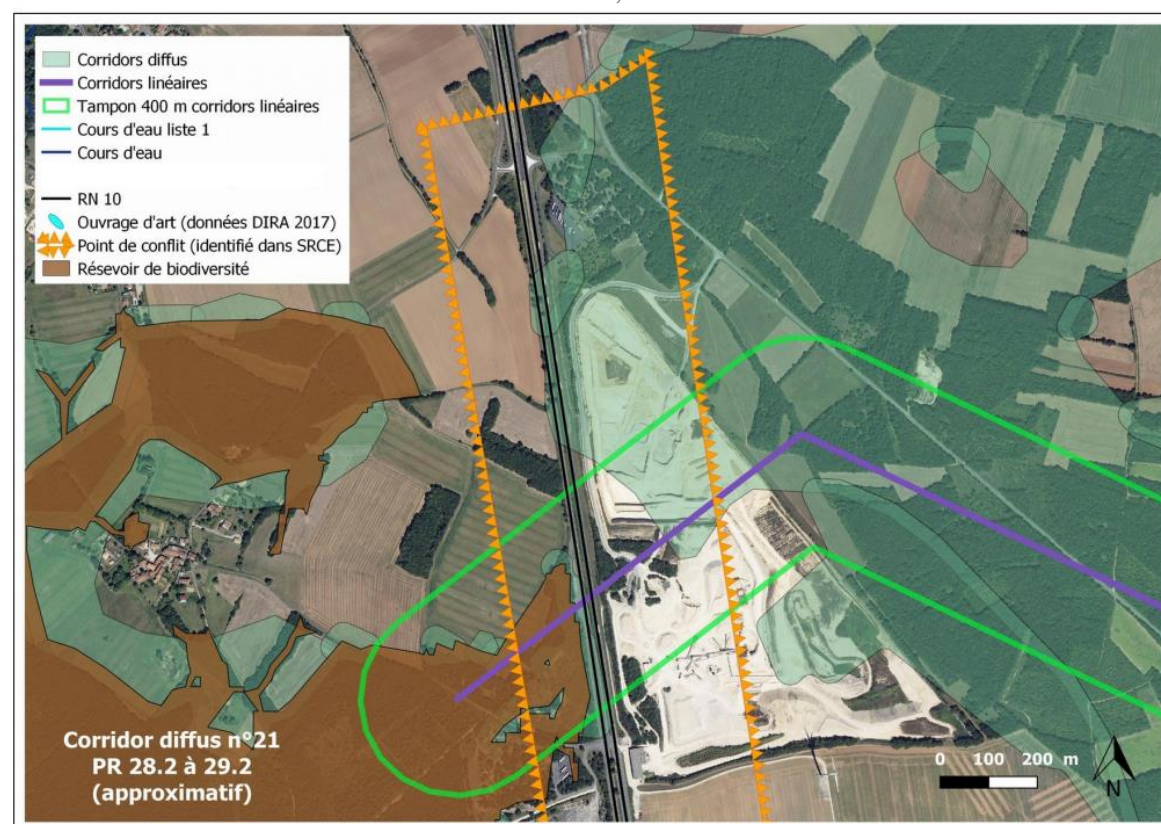 Corridors diffus
Corridors linéaires
Tampon 400 m corridors linéaires
Cours d'eau liste 1
Cours d'eau
RN 10
Ouvrage d'art (données DIRA 2017)
Point de conflit (identifié dans SRCE)
Résevoir de biodiversité
Corridor diffus n°21
PR 28.2 à 29.2
(approximatif)
0 100 200 m
N